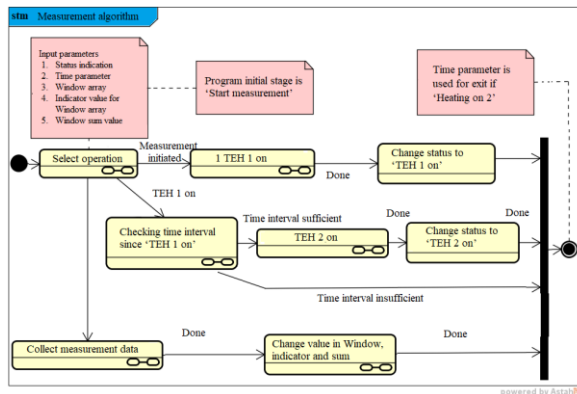 stm Measurement algorithm
Input parameters
1. Status indication
2. Time parameter
3. Window array
4. Indicator value for
Window array
5. Window sum value
Program initial stage is
‘Start measurement’
Time parameter is
used for exit if
‘Heating on 2’
Select operation
Measurement
initiated
1 TEH 1 on
Done
Change status to
‘TEH 1 on’
TEH 1 on
Checking time interval
since ‘TEH 1 on’
Time interval sufficient
TEH 2 on
Done
Change status to
‘TEH 2 on’
Done
Time interval insufficient
Collect measurement data
Done
Change value in Window,
indicator and sum
Done
powered by Astah